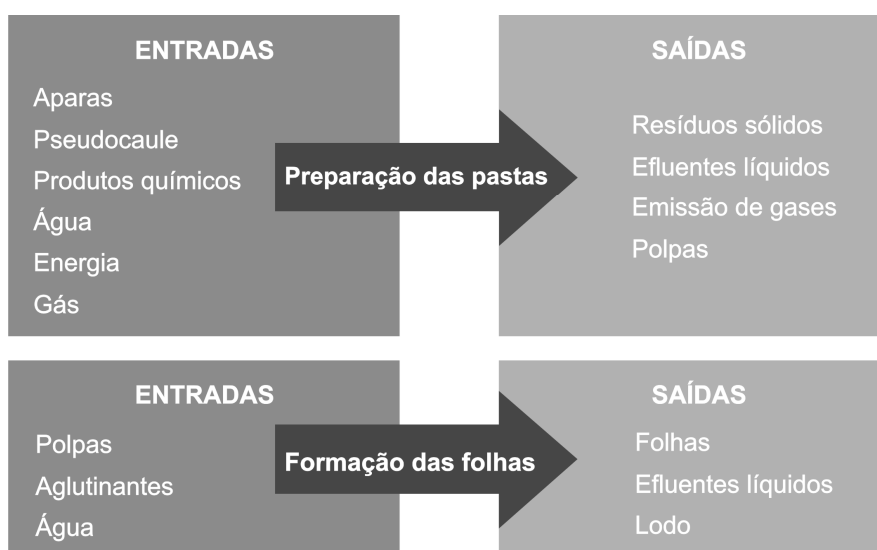 ENTRADAS
Aparas
Pseudocaule
Produtos químicos
Água
Energia
Gás
Preparação das pastas
SAÍDAS
Resíduos sólidos
Efluentes líquidos
Emissão de gases
Polpas
ENTRADAS
Polpas
Aglutinantes
Água
Formação das folhas
SAÍDAS
Folhas
Efluentes líquidos
Lodo